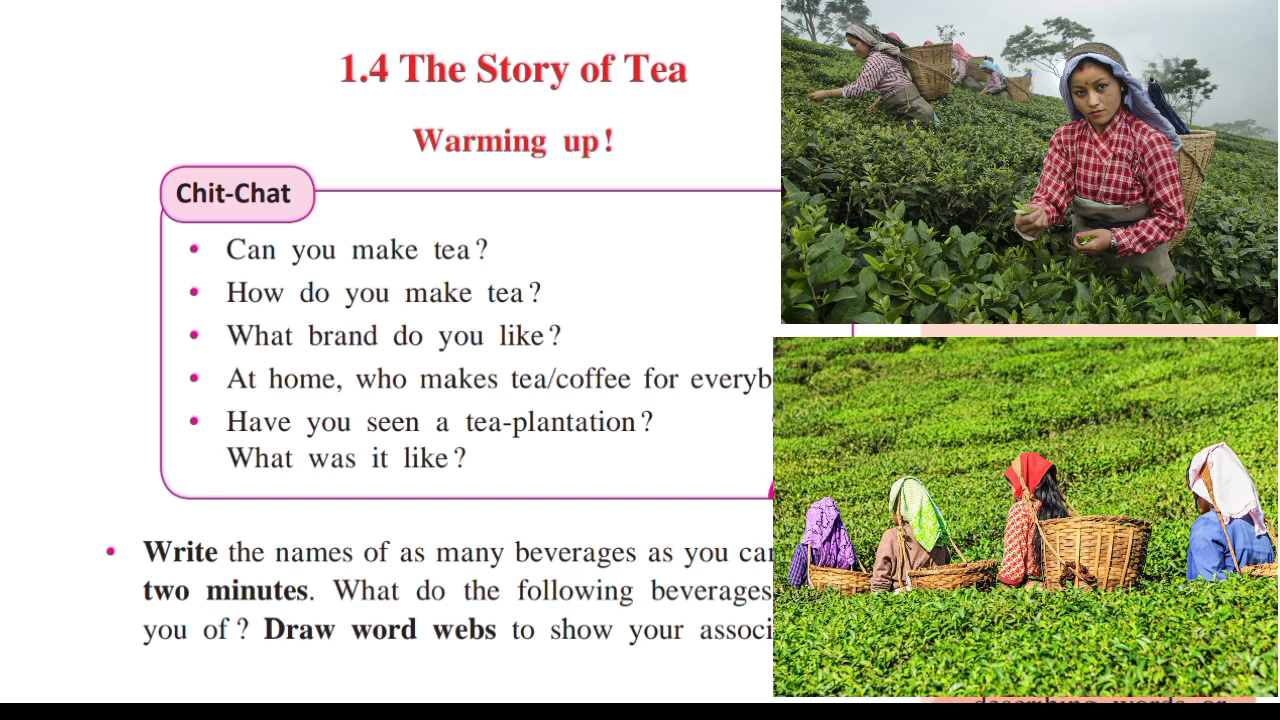 1.4 The Story of Tea
Warming up!
Chit-Chat
• Can you make tea?
• How do you make tea?
• What brand do you like?
• At home, who makes tea/coffee for
• Have you seen a tea-plantation?
What was it like?
• Write the names of as many beverages as you
two minutes. What do the following beverages
you of? Draw word webs to show your